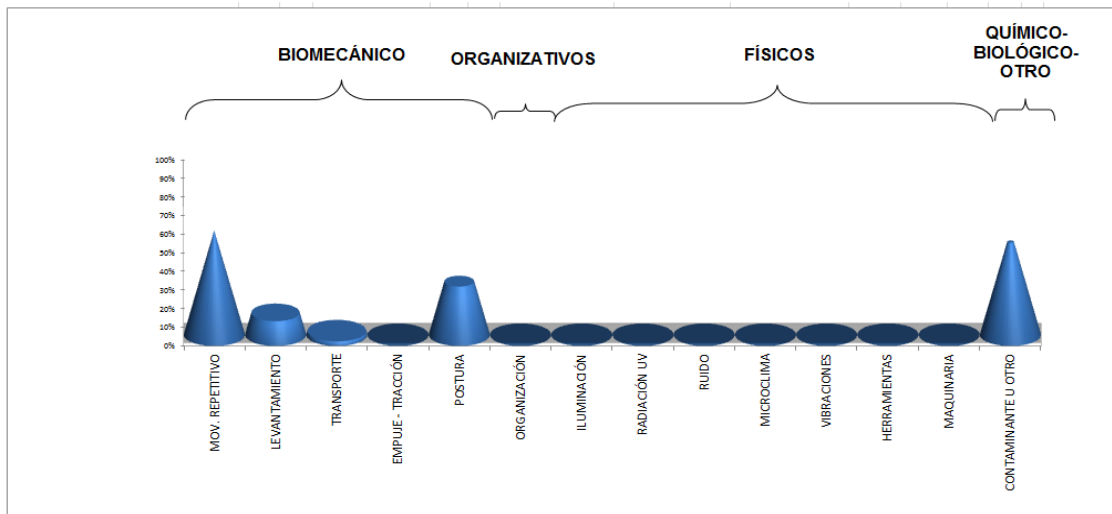 BIOMECÁNICO
ORGANIZATIVOS
FÍSICOS
QUÍMICO-
BIOLÓGICO-
OTRO
100%
90%
80%
70%
60%
50%
40%
30%
20%
10%
0%
MOV. REPETITIVO
LEVANTAMIENTO
TRANSPORTE
EMPUJE - TRACCIÓN
POSTURA
ORGANIZACIÓN
ILUMINACIÓN
RADIACIÓN UV
RUIDO
MICROCLIMA
VIBRACIONES
HERRAMIENTAS
MAQUINARIA
CONTAMINANTE U OTRO